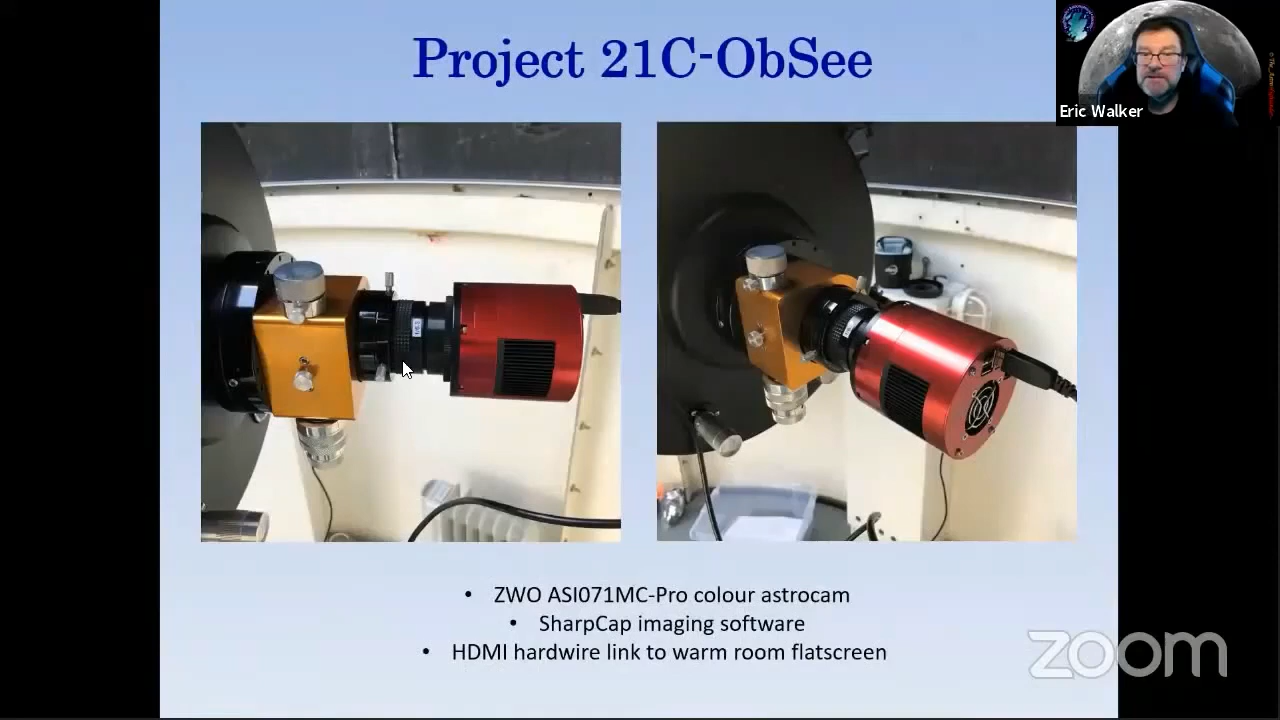 Project 21C-ObSee
Eric Walker
ZWO ASI071MC-Pro colour astrocam
SharpCap imaging software
HDMI hardwire link to warm room flatscreen
zoom